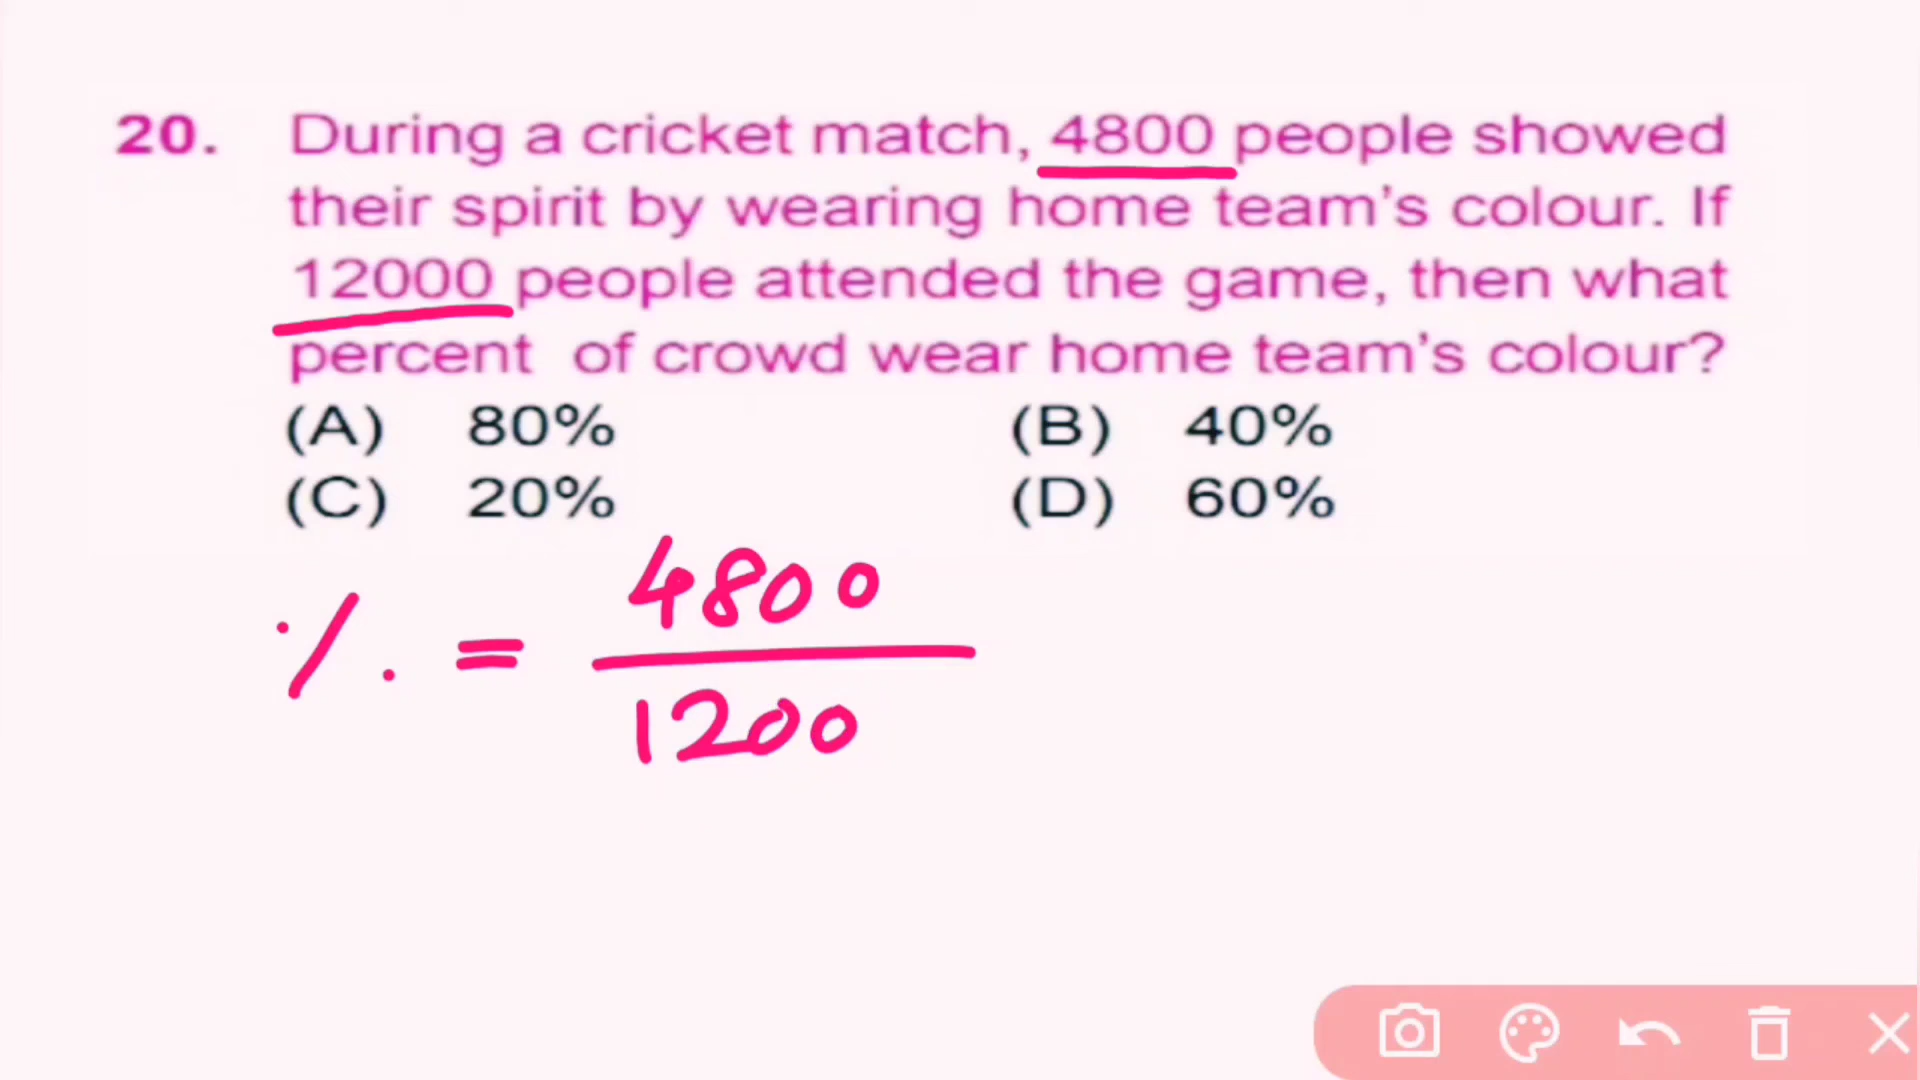 20. During a cricket match, 4800 people showed
their spirit by wearing home team's colour. If
12000 people attended the game, then what
percent of crowd wear home team's colour?
(A) 80% (B) 40%
(C) 20% (D) 60%
% = 4800
1200